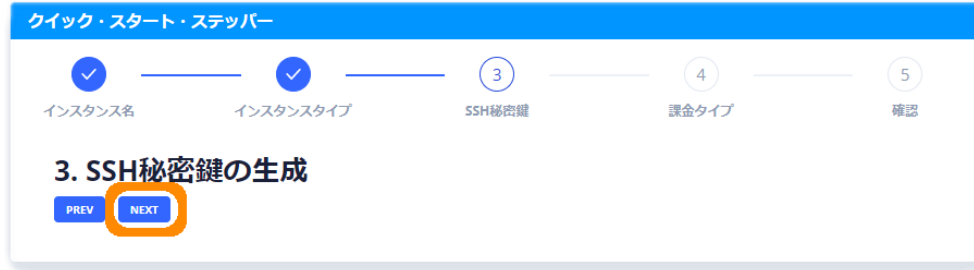 クイック・スタート・ステッパー
3
4
5
インスタンス名
インスタンスタイプ
SSH秘密鍵
課金タイプ
確認
3. SSH秘密鍵の生成
PREV
NEXT